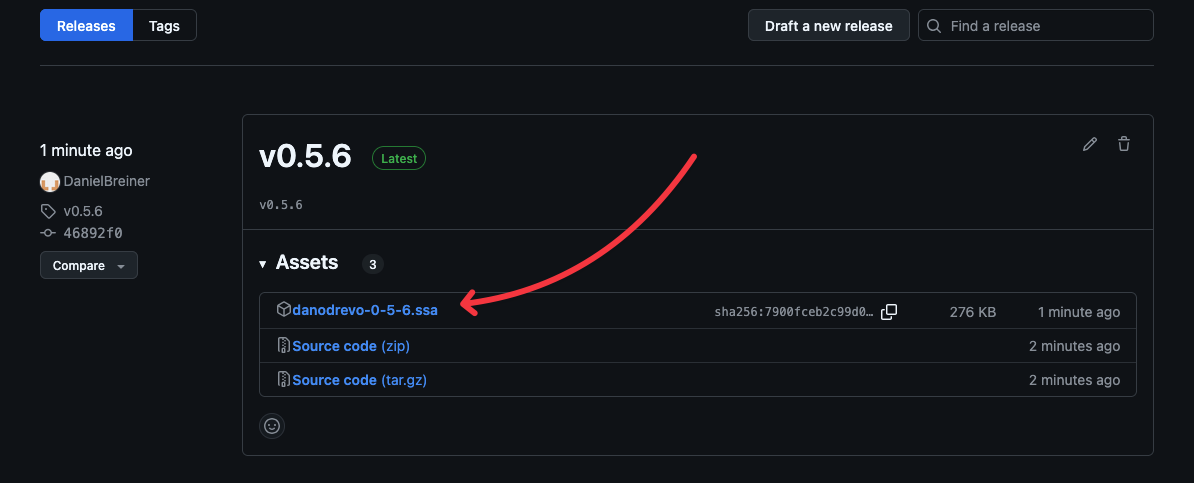 Releases Tags Draft a new release Find a release
1 minute ago
DanielBreiner
v0.5.6
46892f0
Compare
v0.5.6 Latest
v0.5.6
Assets 3
danodrevo-0-5-6.ssa sha256:7900fceb2c99d0… 276 KB 1 minute ago
Source code (zip) 2 minutes ago
Source code (tar.gz) 2 minutes ago